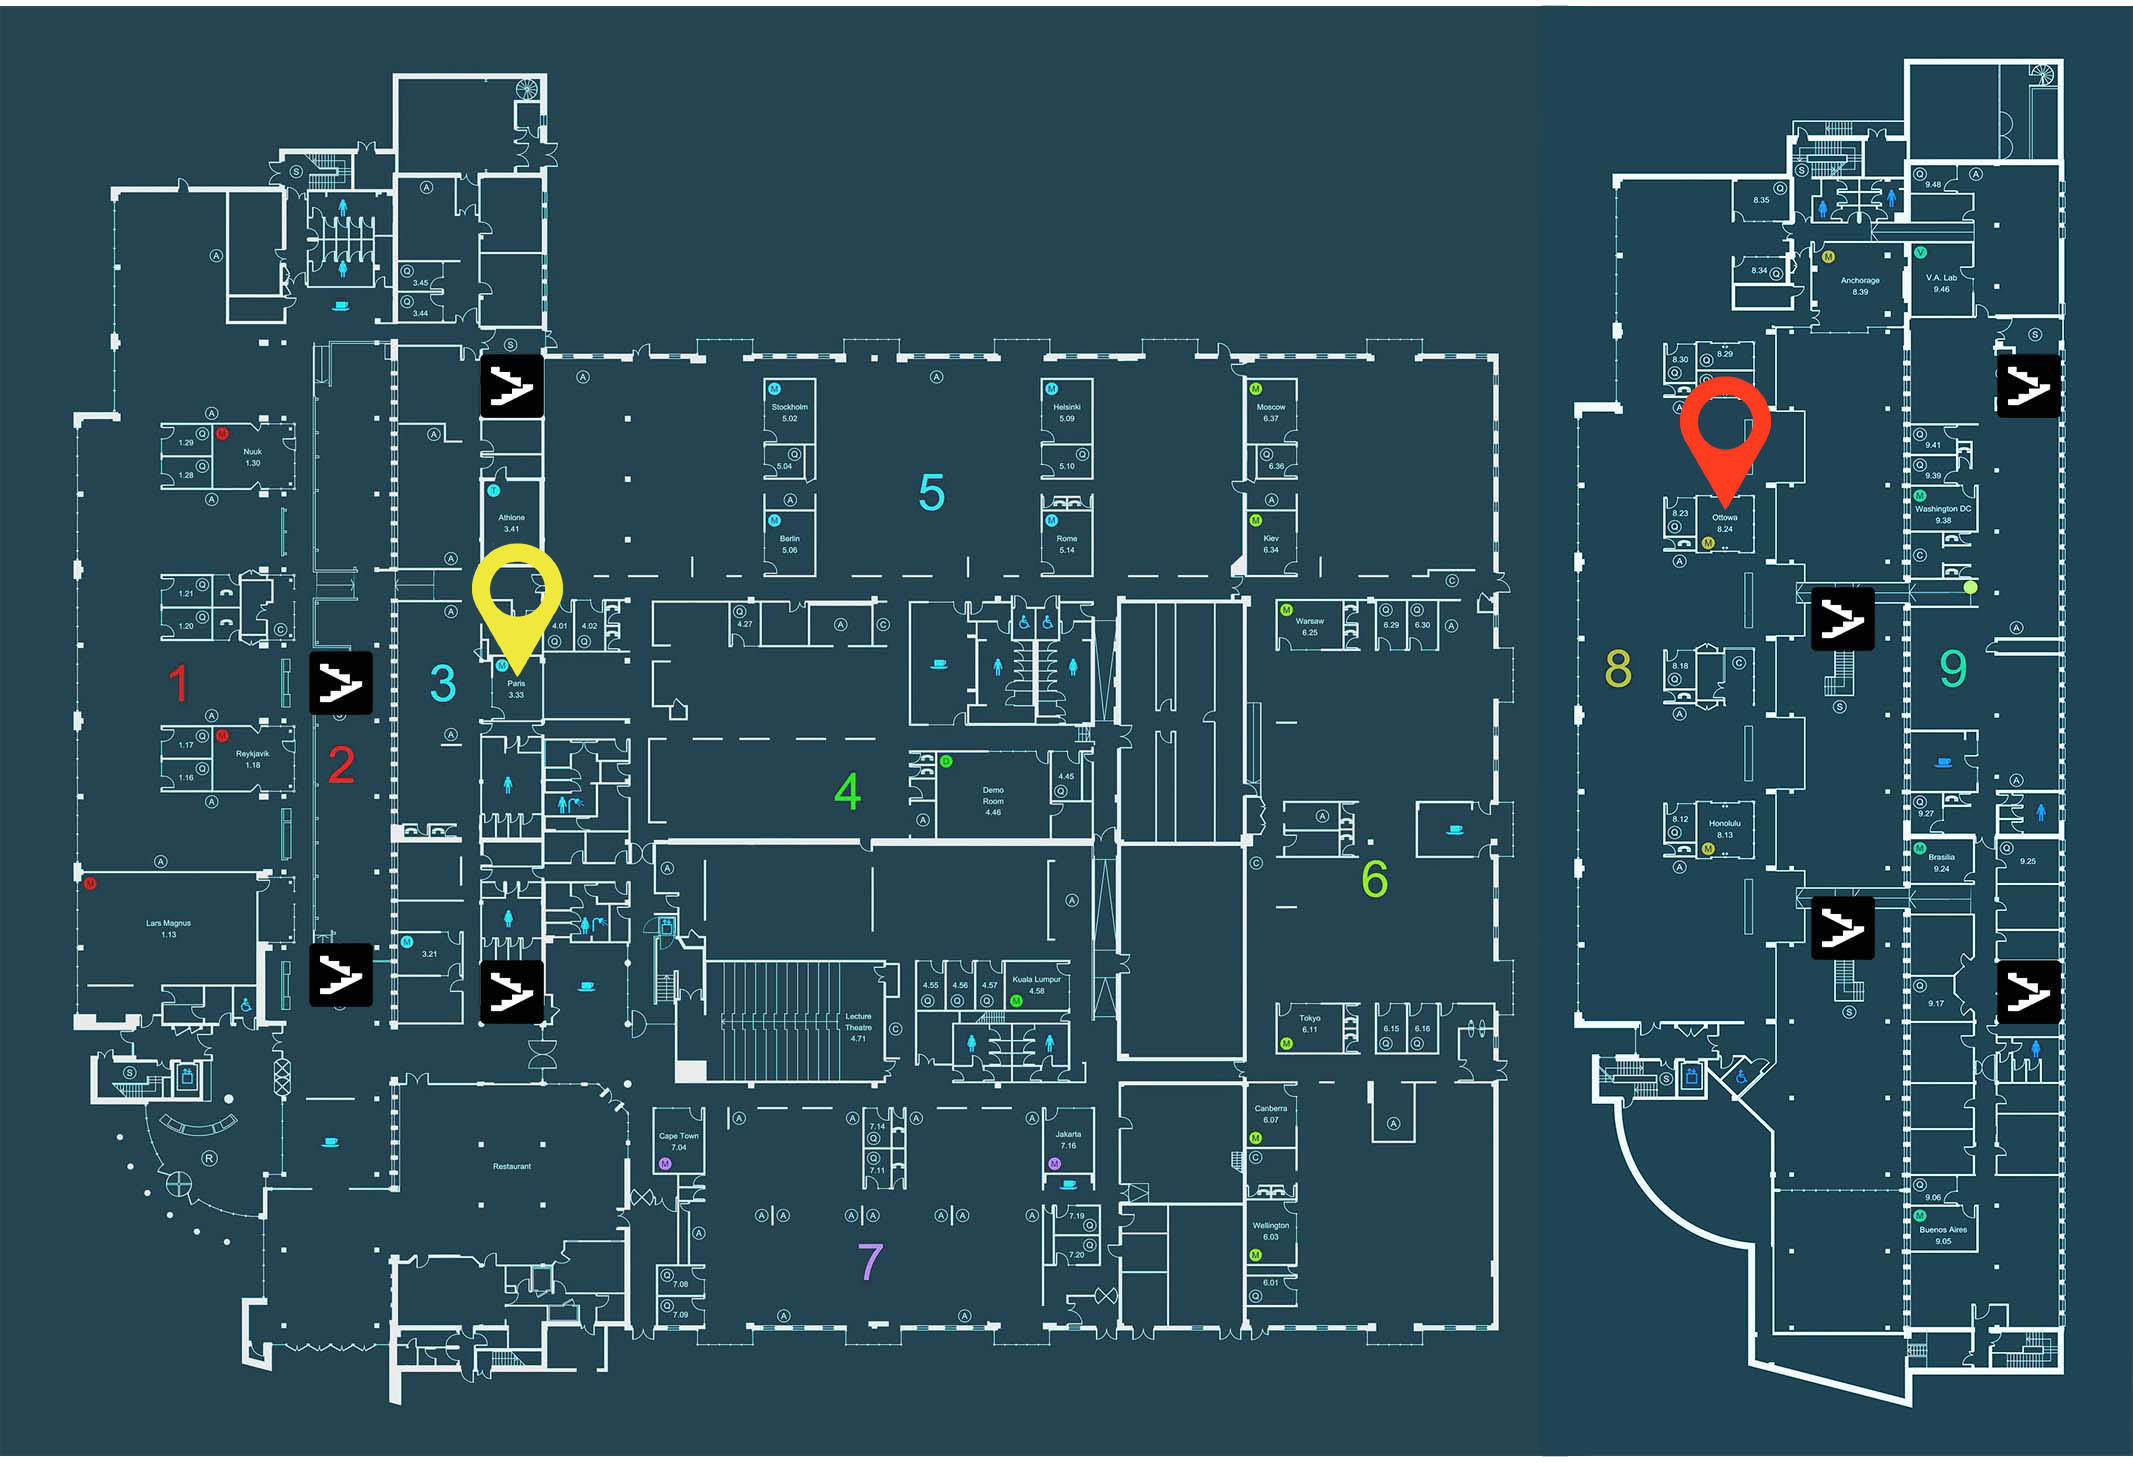 S
A
A
Q
3.45
Q
3.44
S
A
A
A
A
Q
1.29
M
Nuuk
1.30
Q
1.28
A
A
T
Athlone
3.41
M
Stockholm
5.02
Q
5.04
A
M
Berlin
5.06
5
M
Helsinki
5.09
Q
5.10
M
Rome
5.14
M
Moscow
6.37
Q
6.36
A
M
Kiev
6.34
C
Q
1.21
Q
1.20
C
A
A
4.01
Q
4.02
Q
Q
4.27
A
C
M
Warsaw
6.25
Q
6.29
Q
6.30
A
1
2
3
M
Paris
3.33
A
A
Q
1.17
M
Reykjavik
1.18
Q
1.16
A
A
4
D
Demo
Room
4.46
4.45
Q
A
A
C
6
M
Lars Magnus
1.13
M
3.21
A
A
4.55
Q
4.56
Q
4.57
Q
Kuala Lumpur
4.58
M
Lecture
Theatre
4.71
C
Tokyo
6.11
M
6.15
Q
6.16
Q
S
R
Restaurant
Cape Town
7.04
M
A
A
7.14
Q
7.11
Q
A
A
Jakarta
7.16
M
Canberra
6.07
M
C
A
A
A A
A A
A A
A
7.19
Q
7.20
Q
7
Wellington
6.03
M
6.01
Q
Q
7.08
Q
7.09
A
A
S
Q
8.35
Q
9.48
A
8.34
Q
M
Anchorage
8.39
V
V.A. Lab
9.46
S
8.30
Q
8.29
Q
A
Q
9.41
Q
9.39
8.23
Q
Ottowa
8.24
M
A
M
Washington DC
9.38
C
A
8
8.18
Q
C
A
S
9
A
8.12
Q
Honolulu
8.13
M
A
Q
9.27
M
Brasilia
9.24
Q
9.25
Q
9.17
S
S
Q
9.06
M
Buenos Aires
9.05